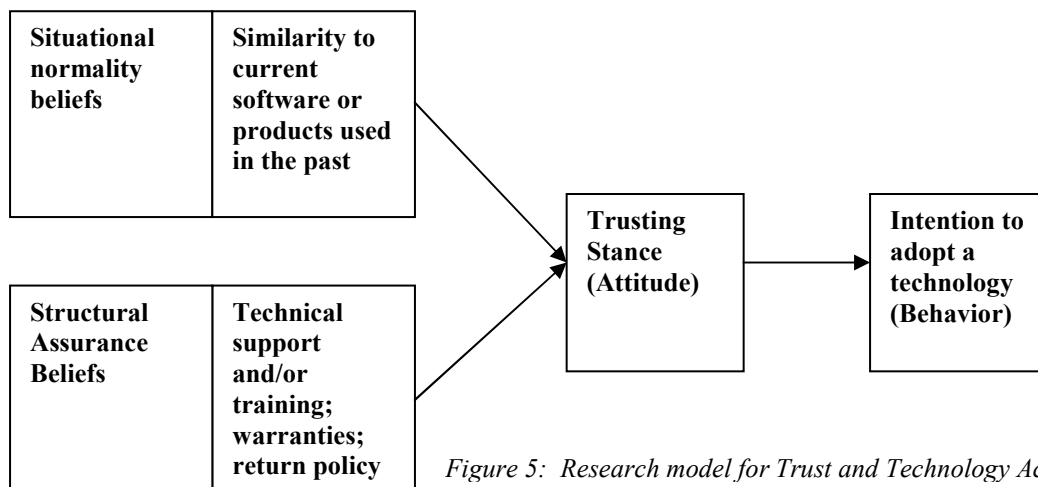 Situational
normality
beliefs
Similarity to
current
software or
products used
in the past
Trusting
Stance
(Attitude)
Intention to
adopt a
technology
(Behavior)
Structural
Assurance
Beliefs
Technical
support
and/or
training;
warranties;
return policy
Figure 5: Research model for Trust and Technology